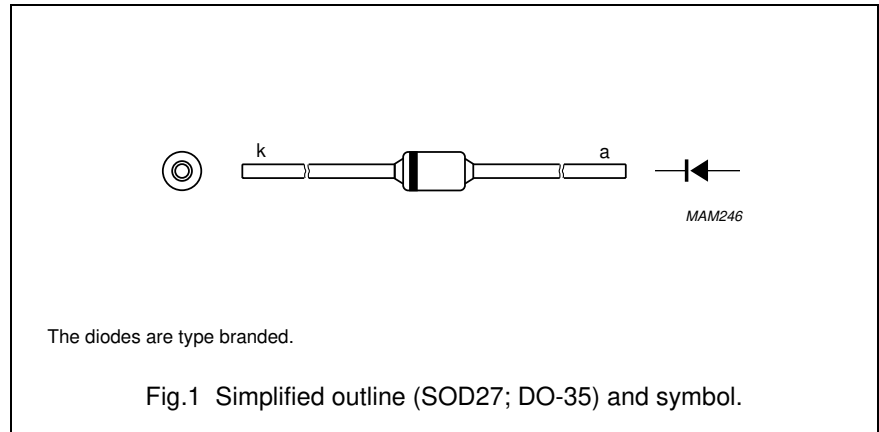 k
a
MAM246
The diodes are type branded.
Fig.1 Simplified outline (SOD27; DO-35) and symbol.